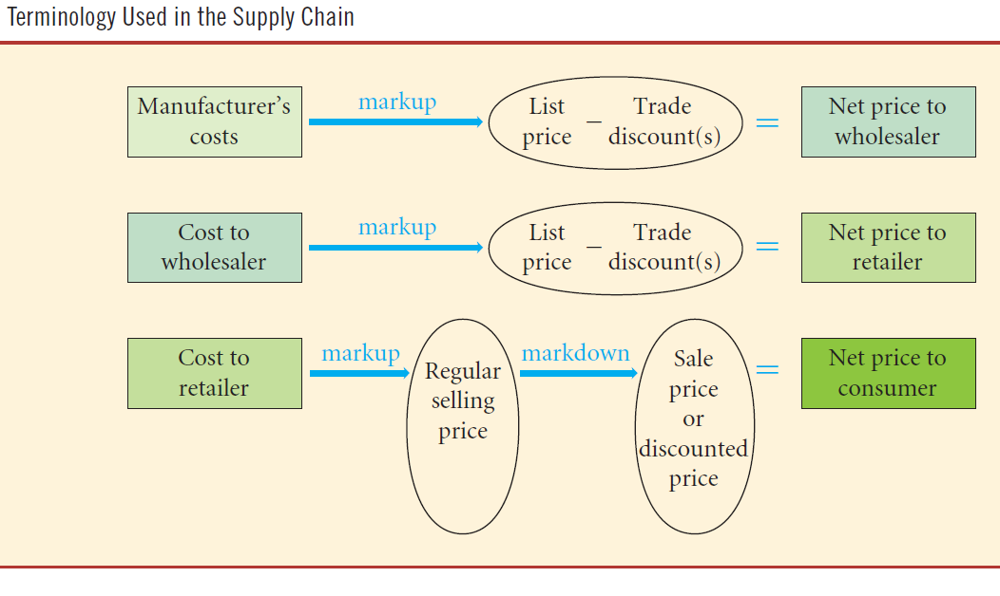 Terminology Used in the Supply Chain
Manufacturer's
costs
markup
List
price
–
Trade
discount(s)
=
Net price to
wholesaler
Cost to
wholesaler
markup
List
price
–
Trade
discount(s)
=
Net price to
retailer
Cost to
retailer
markup
Regular
selling
price
markdown
Sale
price
or
discounted
price
=
Net price to
consumer